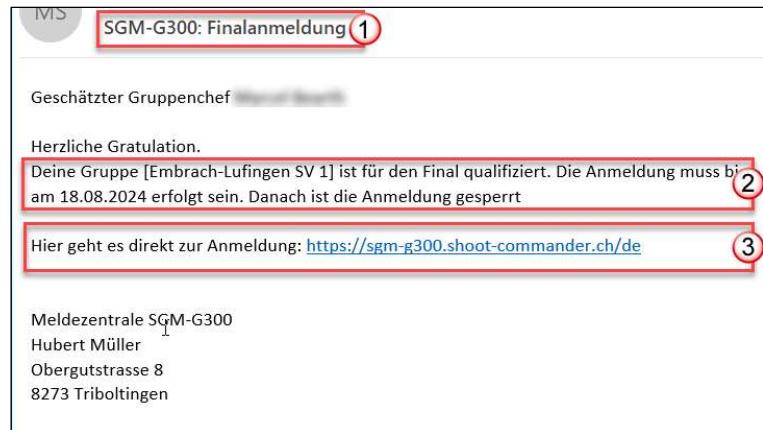 MS
SGM-G300: Finalanmeldung 1
Geschätzter Gruppenchef
Herzliche Gratulation.
Deine Gruppe [Embrach-Lufingen SV 1] ist für den Final qualifiziert. Die Anmeldung muss bi 2
am 18.08.2024 erfolgt sein. Danach ist die Anmeldung gesperrt
Hier geht es direkt zur Anmeldung: https://sgm-g300.shoot-commander.ch/de 3
Meldezentrale SGM-G300
Hubert Müller
Obergutstrasse 8
8273 Triboltingen